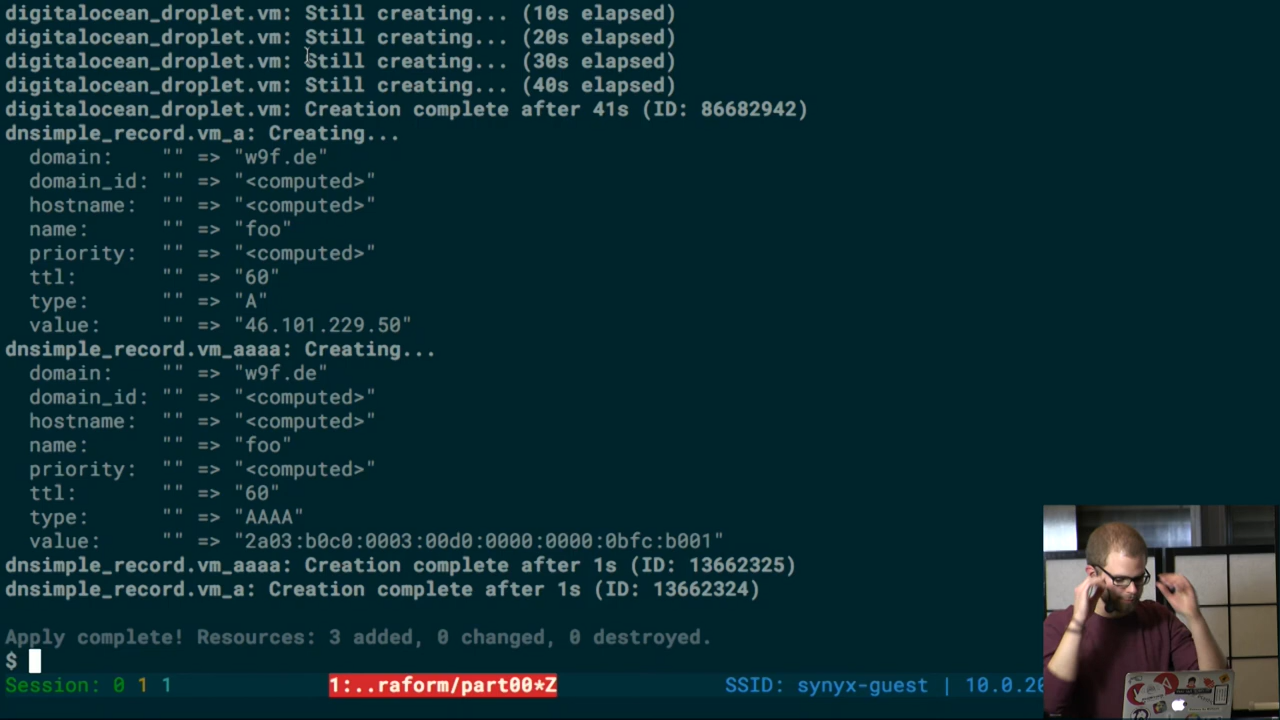 digitalocean_droplet.vm: Still creating... (10s elapsed)
digitalocean_droplet.vm: Still creating... (20s elapsed)
digitalocean_droplet.vm: Still creating... (30s elapsed)
digitalocean_droplet.vm: Still creating... (40s elapsed)
digitalocean_droplet.vm: Creation complete after 41s (ID: 86682942)
dnsimple_record.vm_a: Creating...
  domain:    "" => "w9f.de"
  domain_id: "" => "<computed>"
  hostname:  "" => "<computed>"
  name:      "" => "foo"
  priority:  "" => "<computed>"
  ttl:       "" => "60"
  type:      "" => "A"
  value:     "" => "46.101.229.50"
dnsimple_record.vm_aaaa: Creating...
  domain:    "" => "w9f.de"
  domain_id: "" => "<computed>"
  hostname:  "" => "<computed>"
  name:      "" => "foo"
  priority:  "" => "<computed>"
  ttl:       "" => "60"
  type:      "" => "AAAA"
  value:     "" => "2a03:b0c0:0003:00d0:0000:0000:0bfc:b001"
dnsimple_record.vm_aaaa: Creation complete after 1s (ID: 13662325)
dnsimple_record.vm_a: Creation complete after 1s (ID: 13662324)
Apply complete! Resources: 3 added, 0 changed, 0 destroyed.
$
Session: 0 1 1 1:..raform/part00*Z SSID: synyx-guest | 10.0.20